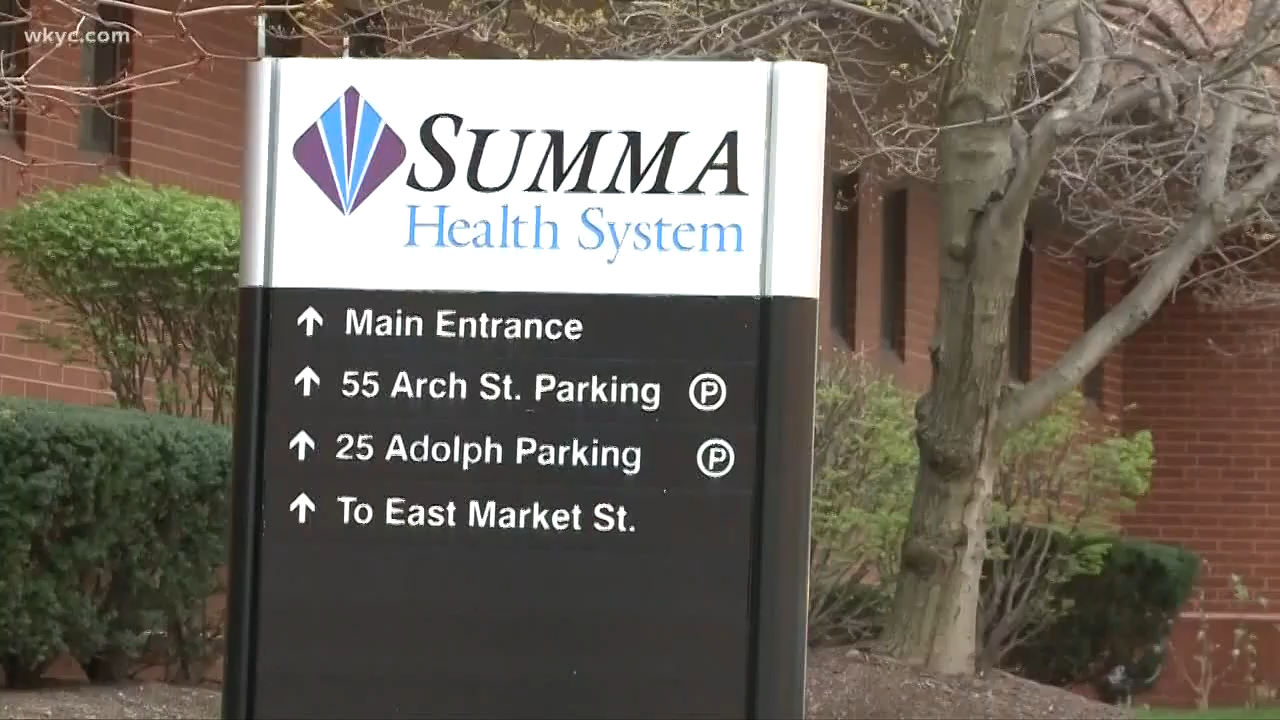 wkyc.com
SUMMA
Health System
↑ Main Entrance
↑ 55 Arch St. Parking Ⓟ
↑ 25 Adolph Parking Ⓟ
↑ To East Market St.